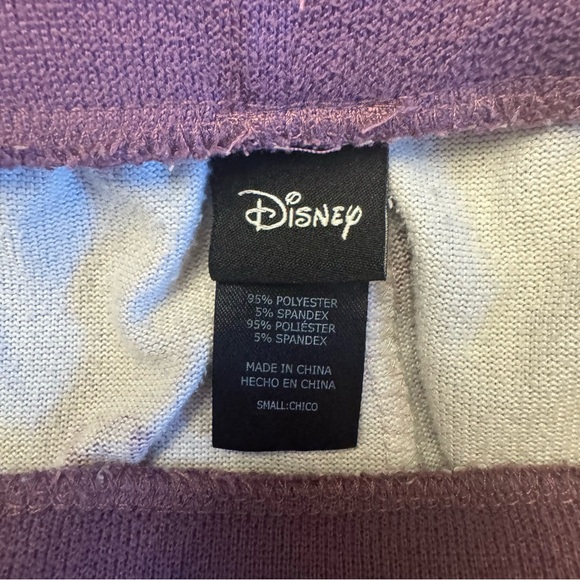 Disney
95% POLYESTER
5% SPANDEX
95% POLIÉSTER
5% SPANDEX
MADE IN CHINA
HECHO EN CHINA
SMALL:CHICO